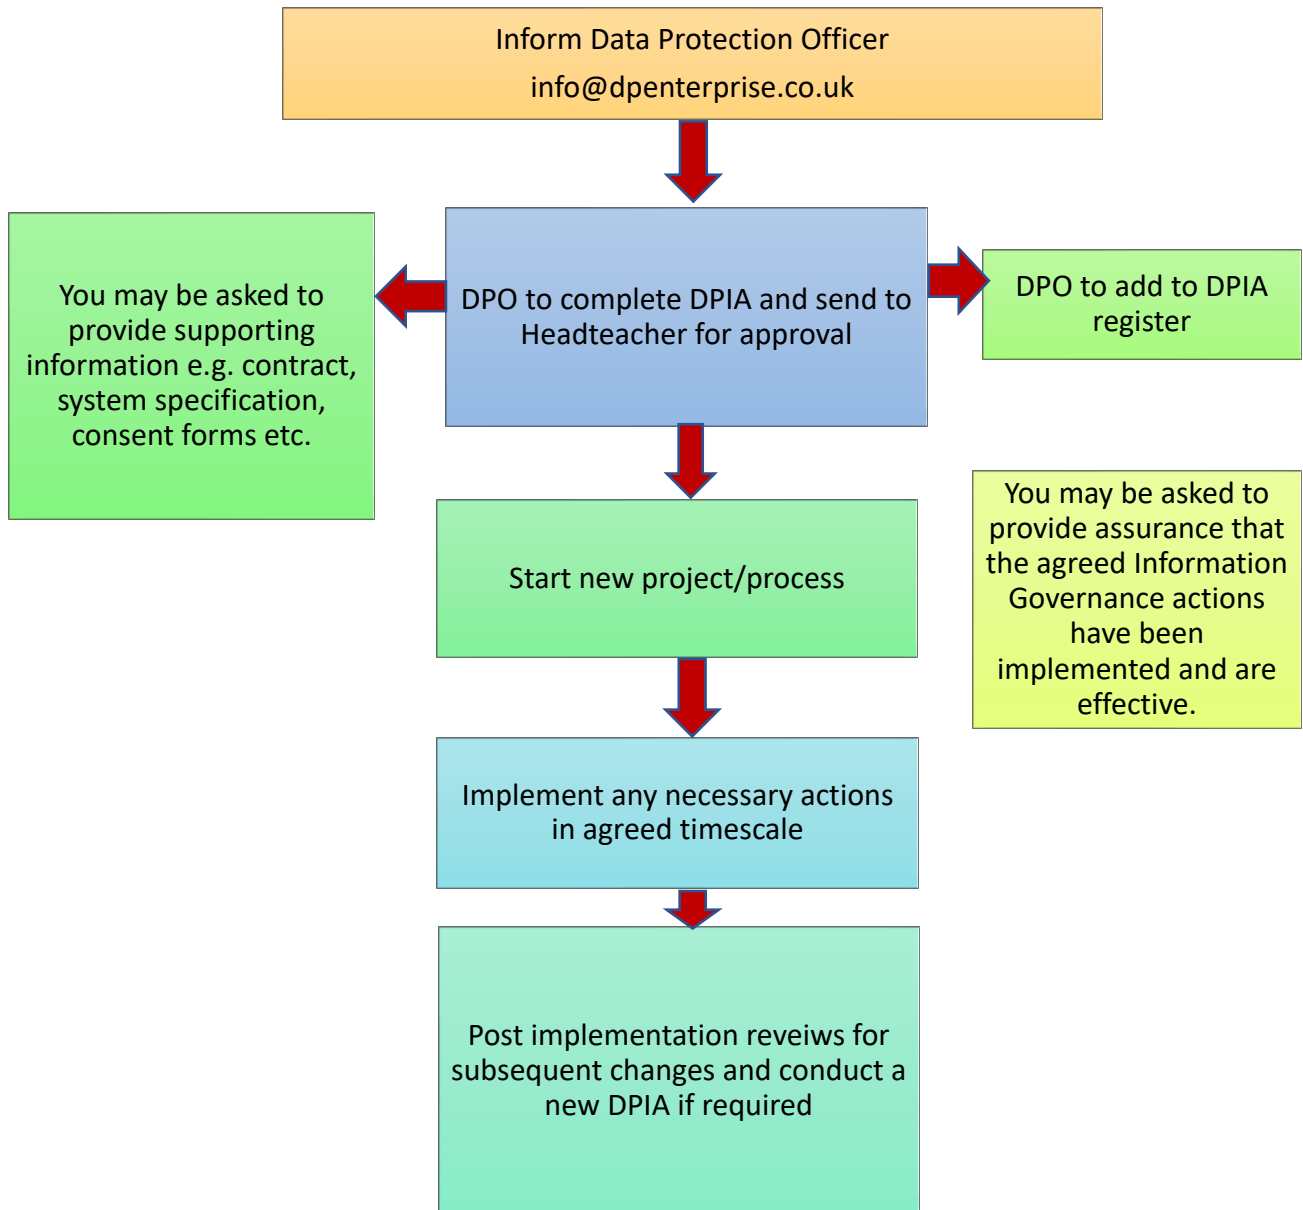 Inform Data Protection Officer
info@dpenterprise.co.uk
You may be asked to
provide supporting
information e.g. contract,
system specification,
consent forms etc.
DPO to complete DPIA and send to
Headteacher for approval
DPO to add to DPIA
register
Start new project/process
You may be asked to
provide assurance that
the agreed Information
Governance actions
have been
implemented and are
effective.
Implement any necessary actions
in agreed timescale
Post implementation reveiws for
subsequent changes and conduct a
new DPIA if required